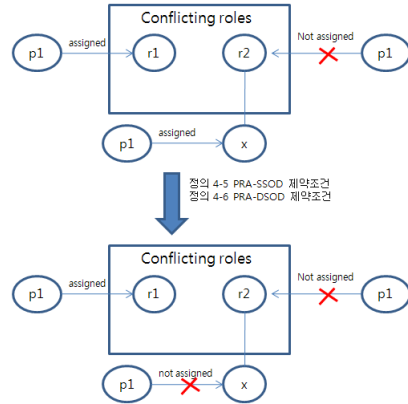 Conflicting roles
p1
assigned
r1
r2
Not assigned
p1
p1
assigned
x
정의 4-5 PRA-SSOD 제약조건
정의 4-6 PRA-DSOD 제약조건
Conflicting roles
p1
assigned
r1
r2
Not assigned
p1
p1
not assigned
x